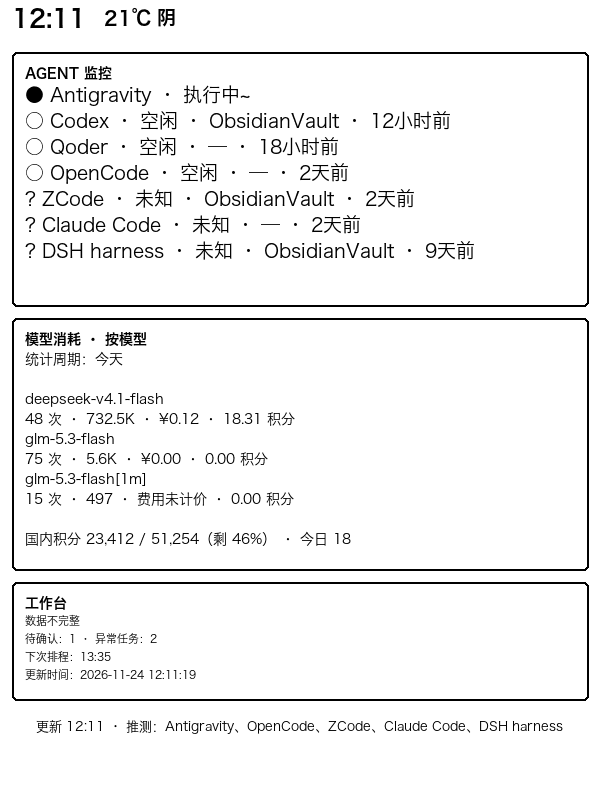 12:11 21℃ 阴
AGENT 监控
● Antigravity · 执行中~
○ Codex · 空闲 · ObsidianVault · 12小时前
○ Qoder · 空闲 · — · 18小时前
○ OpenCode · 空闲 · — · 2天前
? ZCode · 未知 · ObsidianVault · 2天前
? Claude Code · 未知 · — · 2天前
? DSH harness · 未知 · ObsidianVault · 9天前
模型消耗 · 按模型
统计周期：今天
deepseek-v4.1-flash
48 次 · 732.5K · ¥0.12 · 18.31 积分
glm-5.3-flash
75 次 · 5.6K · ¥0.00 · 0.00 积分
glm-5.3-flash[1m]
15 次 · 497 · 费用未计价 · 0.00 积分
国内积分 23,412 / 51,254（剩 46%） · 今日 18
工作台
数据不完整
待确认：1 · 异常任务：2
下次排程：13:35
更新时间：2026-11-24 12:11:19
更新 12:11 · 推测：Antigravity、OpenCode、ZCode、Claude Code、DSH harness